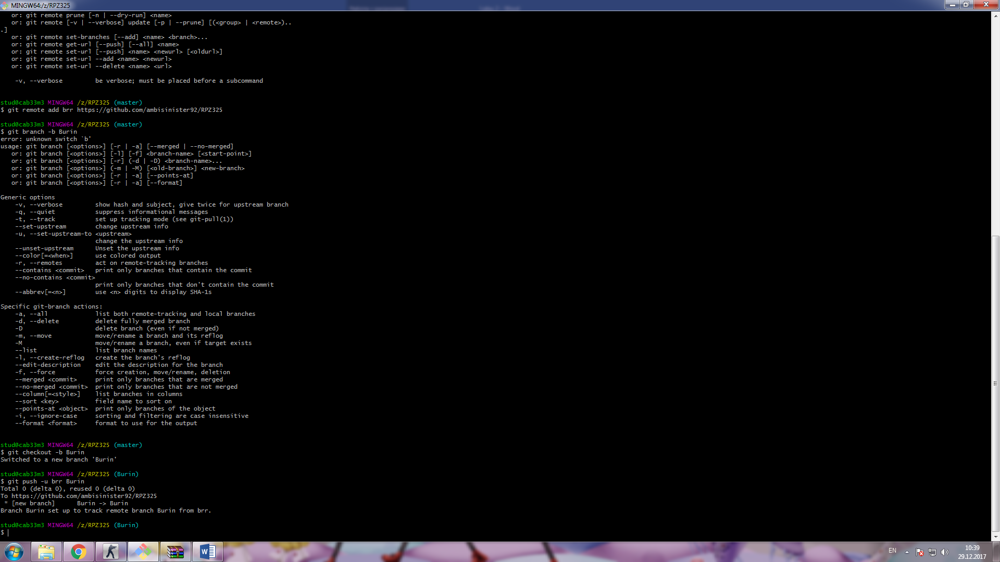 MINGW64:/z/RPZ325
or: git remote prune [-n | --dry-run] <name>
or: git remote [-v | --verbose] update [-p | --prune] [(<group> | <remote>)..
.]
or: git remote set-branches [--add] <name> <branch>...
or: git remote get-url [--push] [--all] <name>
or: git remote set-url [--push] <name> <newurl> [<oldurl>]
or: git remote set-url --add <name> <newurl>
or: git remote set-url --delete <name> <url>
-v, --verbose be verbose; must be placed before a subcommand
stud@cab33m3 MINGW64 /z/RPZ325 (master)
$ git remote add brr https://github.com/ambisinister92/RPZ325
stud@cab33m3 MINGW64 /z/RPZ325 (master)
$ git branch -b Burin
error: unknown switch `b'
usage: git branch [<options>] [-r | -a] [--merged | --no-merged]
or: git branch [<options>] [-l] [-f] <branch-name> [<start-point>]
or: git branch [<options>] [-r] (-d | -D) <branch-name>...
or: git branch [<options>] (-m | -M) [<old-branch>] <new-branch>
or: git branch [<options>] [-r | -a] [--points-at]
or: git branch [<options>] [-r | -a] [--format]
Generic options
-v, --verbose show hash and subject, give twice for upstream branch
-q, --quiet suppress informational messages
-t, --track set up tracking mode (see git-pull(1))
--set-upstream change upstream info
-u, --set-upstream-to <upstream>
change the upstream info
--unset-upstream Unset the upstream info
--color[=<when>] use colored output
-r, --remotes act on remote-tracking branches
--contains <commit> print only branches that contain the commit
--no-contains <commit>
print only branches that don't contain the commit
--abbrev[=<n>] use <n> digits to display SHA-1s
Specific git-branch actions:
-a, --all list both remote-tracking and local branches
-d, --delete delete fully merged branch
-D delete branch (even if not merged)
-m, --move move/rename a branch and its reflog
-M move/rename a branch, even if target exists
--list list branch names
-l, --create-reflog create the branch's reflog
--edit-description edit the description for the branch
-f, --force force creation, move/rename, deletion
--merged <commit> print only branches that are merged
--no-merged <commit> print only branches that are not merged
--column[=<style>] list branches in columns
--sort <key> field name to sort on
--points-at <object> print only branches of the object
-i, --ignore-case sorting and filtering are case insensitive
--format <format> format to use for the output
stud@cab33m3 MINGW64 /z/RPZ325 (master)
$ git checkout -b Burin
Switched to a new branch 'Burin'
stud@cab33m3 MINGW64 /z/RPZ325 (Burin)
$ git push -u brr Burin
Total 0 (delta 0), reused 0 (delta 0)
To https://github.com/ambisinister92/RPZ325
* [new branch] Burin -> Burin
Branch Burin set up to track remote branch Burin from brr.
stud@cab33m3 MINGW64 /z/RPZ325 (Burin)
$
W
EN
10:39
29.12.2017